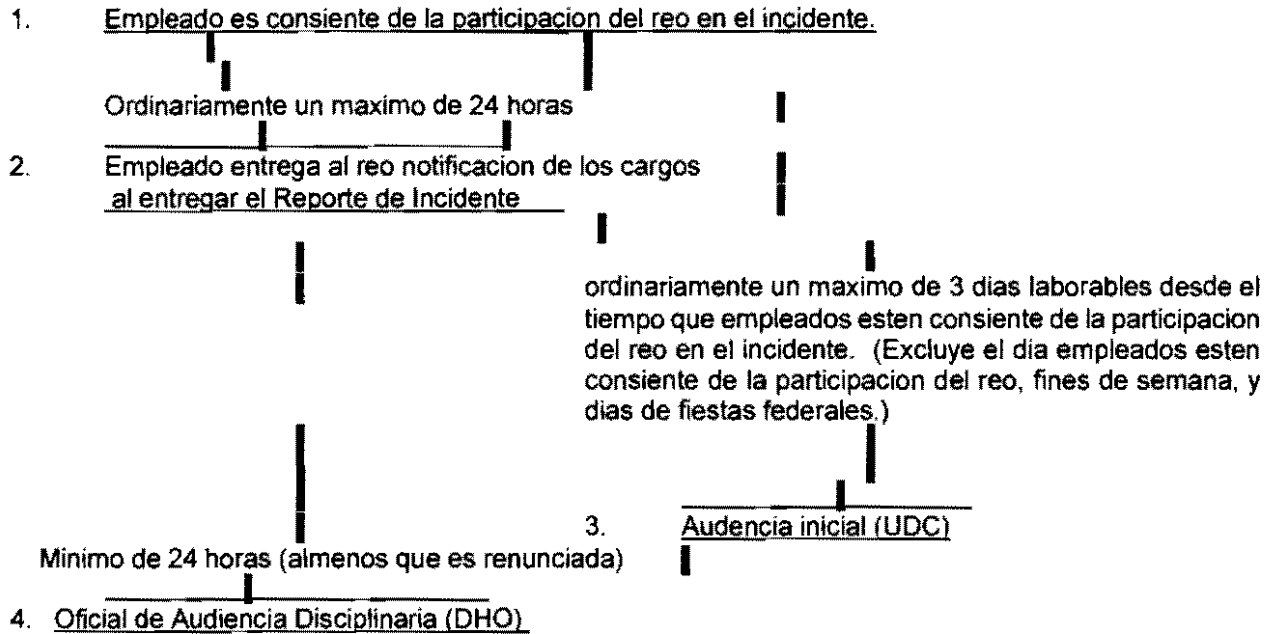 1. Empleado es consiente de la participacion del reo en el incidente.
Ordinariamente un maximo de 24 horas
2. Empleado entrega al reo notificacion de los cargos
al entregar el Reporte de Incidente
ordinariamente un maximo de 3 dias laborables desde el
tiempo que empleados esten consiente de la participacion
del reo en el incidente. (Excluye el dia empleados esten
consiente de la participacion del reo, fines de semana, y
dias de fiestas federales.)
3. Audencia inicial (UDC)
Minimo de 24 horas (almenos que es renunciada)
4. Oficial de Audiencia Disciplinaria (DHO)